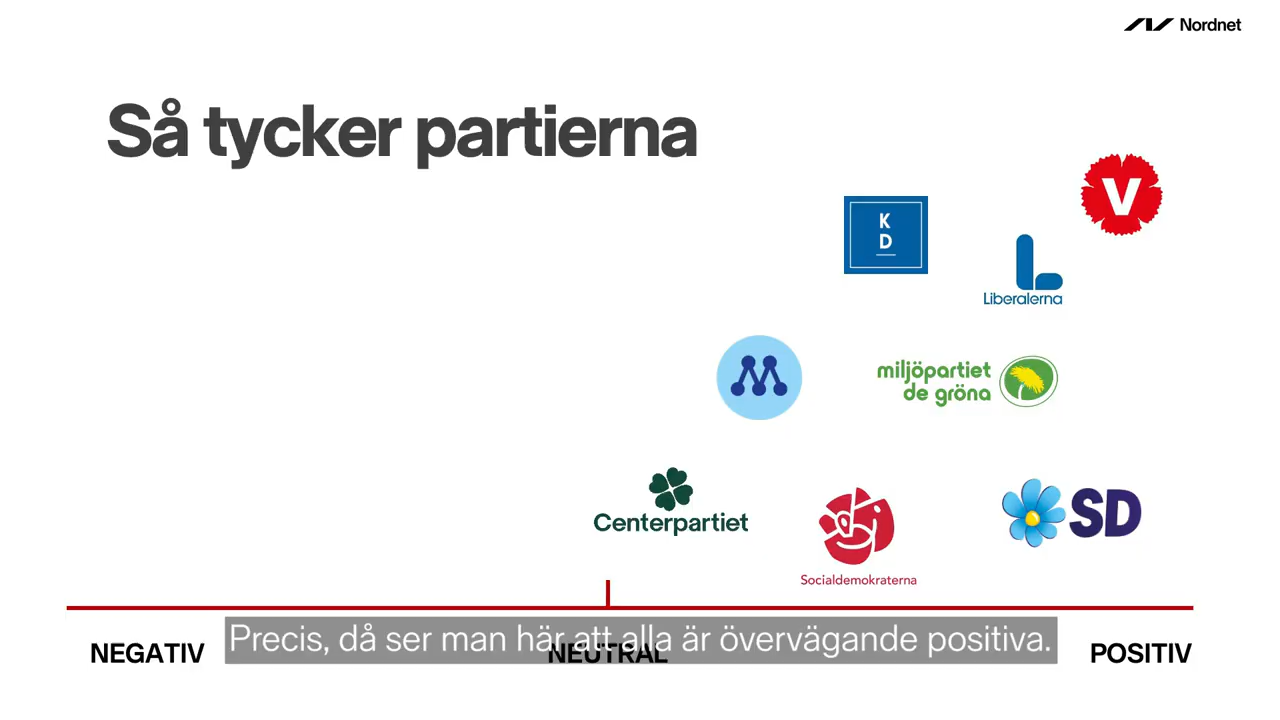 Nordnet
Så tycker partierna
V
K
D
L
Liberalerna
M
miljöpartiet
de gröna
Centerpartiet
S
SD
Socialdemokraterna
Precis, då ser man här att alla är övervägande positiva.
NEGATIV
NEUTRAL
POSITIV